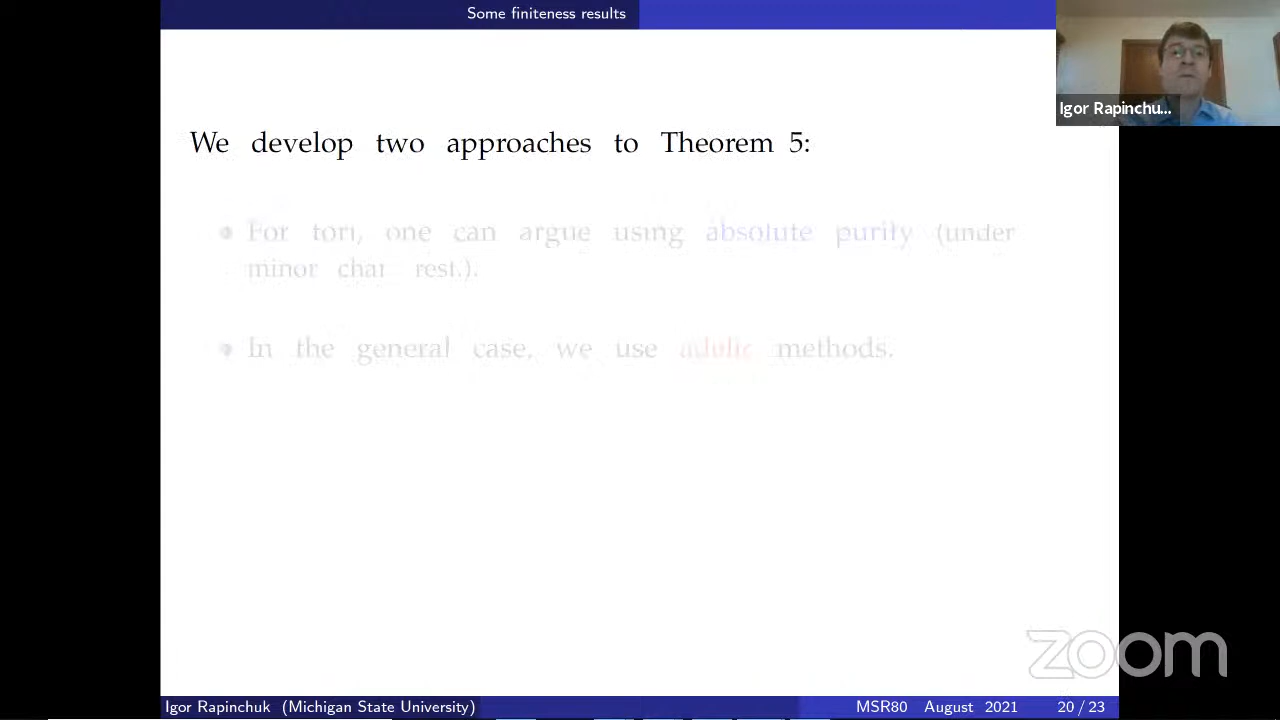 Some finiteness results
Igor Rapinchu...
We develop two approaches to Theorem 5:
For tori, one can argue using absolute purity (under
minor char rest.).
In the general case, we use adelic methods.
zoom
Igor Rapinchuk (Michigan State University)
MSR80 August 2021 20 / 23